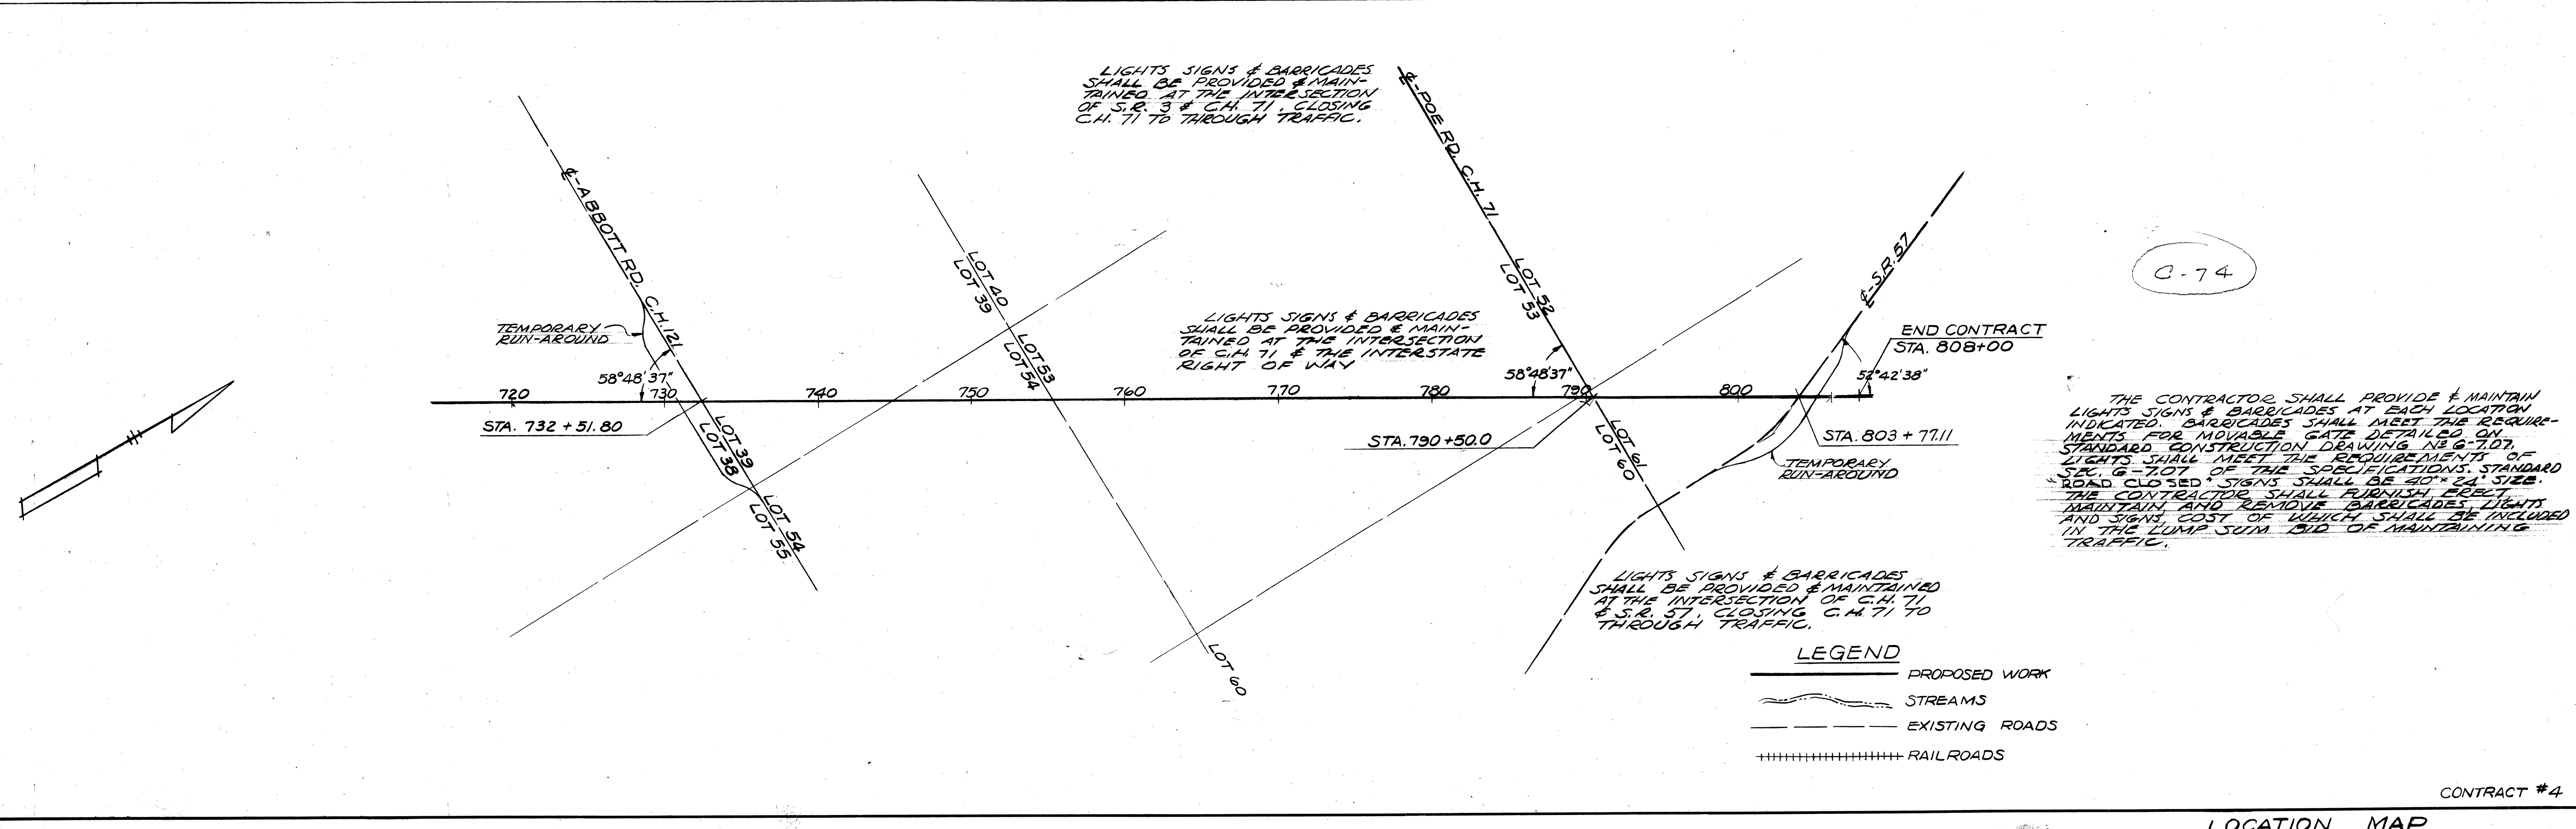 LIGHTS SIGNS & BARRICADES
SHALL BE PROVIDED & MAIN-
TAINED AT THE INTERSECTION
OF S.R. 3 & C.H. 71, CLOSING
C.H. 71 TO THROUGH TRAFFIC.
℄-ABBOTT RD. C.H. 121
℄-POE RD. C.H. 71
℄-S.R. 57
C-74
LOT 40
LOT 39
LOT 53
LOT 54
LOT 52
LOT 53
TEMPORARY
RUN-AROUND
LIGHTS SIGNS & BARRICADES
SHALL BE PROVIDED & MAIN-
TAINED AT THE INTERSECTION
OF C.H. 71 & THE INTERSTATE
RIGHT OF WAY
END CONTRACT
STA. 808+00
58°48'37"
58°48'37"
52°42'38"
720
730
740
750
760
770
780
790
800
STA. 732 + 51.80
STA. 790 + 50.0
STA. 803 + 77.11
LOT 39
LOT 38
LOT 54
LOT 55
LOT 61
LOT 60
TEMPORARY
RUN-AROUND
THE CONTRACTOR SHALL PROVIDE & MAINTAIN
LIGHTS SIGNS & BARRICADES AT EACH LOCATION
INDICATED. BARRICADES SHALL MEET THE REQUIRE-
MENTS FOR MOVABLE GATE DETAILED ON
STANDARD CONSTRUCTION DRAWING Nº G-7.07.
LIGHTS SHALL MEET THE REQUIREMENTS OF
SEC. G-7.07 OF THE SPECIFICATIONS. STANDARD
"ROAD CLOSED" SIGNS SHALL BE 40"x 24" SIZE.
THE CONTRACTOR SHALL FURNISH, ERECT,
MAINTAIN, AND REMOVE BARRICADES, LIGHTS
AND SIGNS, COST OF WHICH SHALL BE INCLUDED
IN THE LUMP SUM BID OF MAINTAINING
TRAFFIC.
LIGHTS SIGNS & BARRICADES
SHALL BE PROVIDED & MAINTAINED
AT THE INTERSECTION OF C.H. 71
& S.R. 57, CLOSING C.H. 71 TO
THROUGH TRAFFIC.
LOT 60
LEGEND
PROPOSED WORK
STREAMS
EXISTING ROADS
RAILROADS
CONTRACT #4
LOCATION MAP